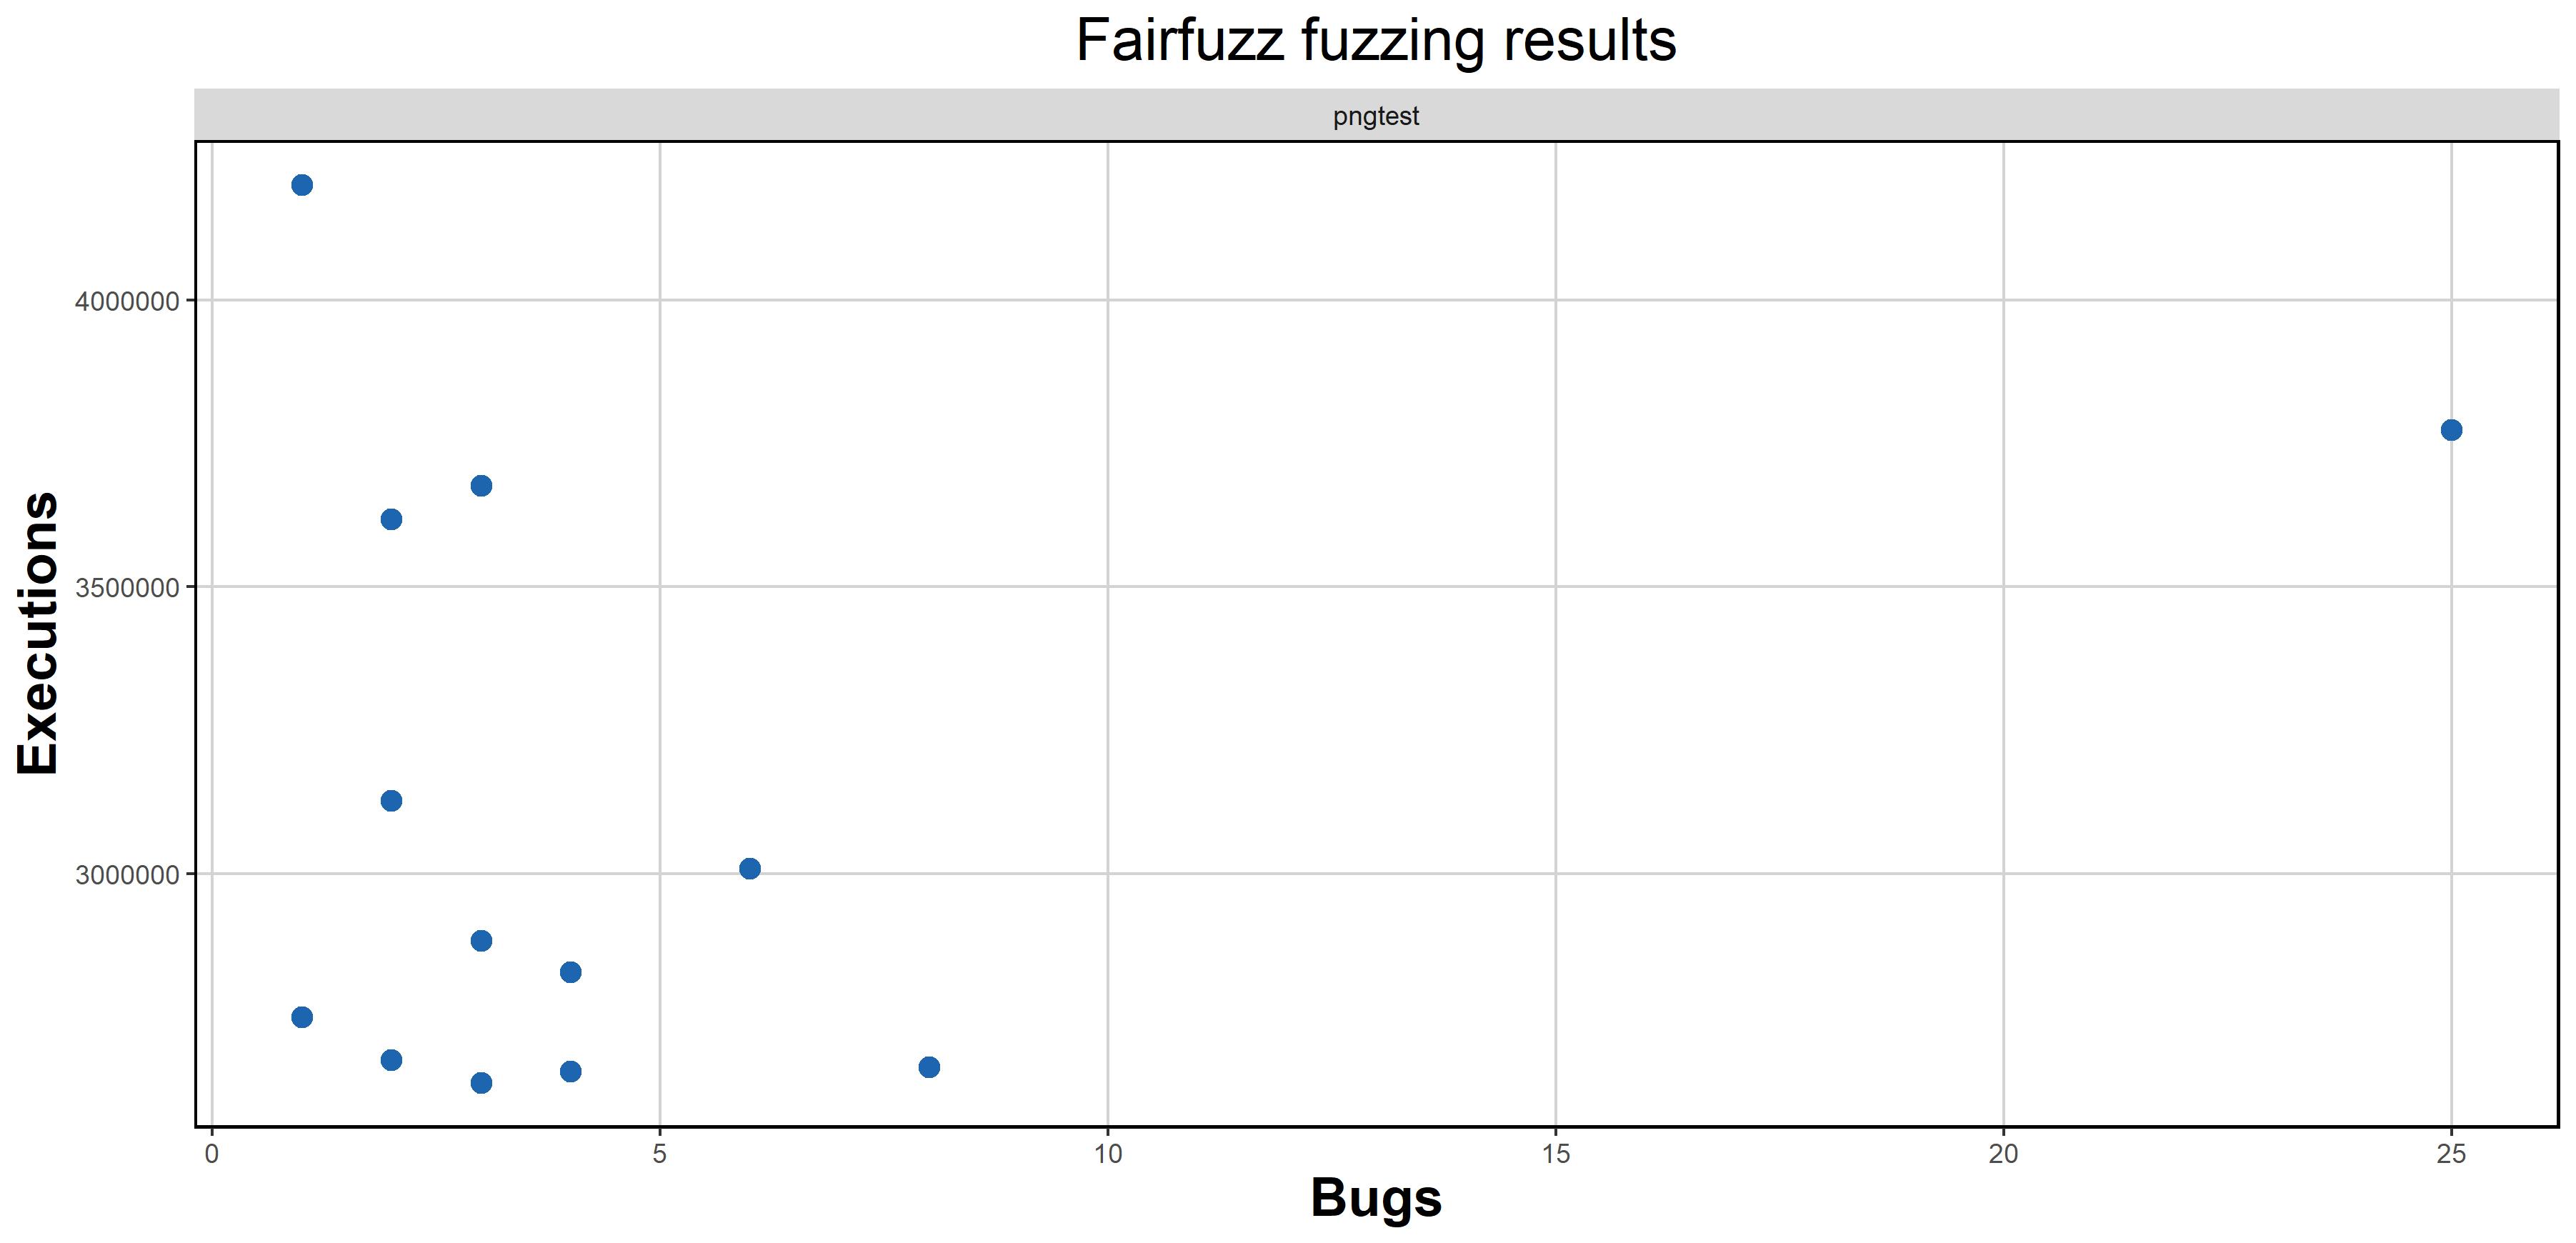 Fairfuzz fuzzing results
pngtest
Executions
4000000
3500000
3000000
0 5 10 15 20 25
Bugs